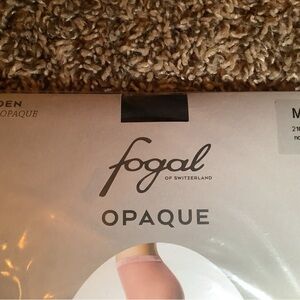 DEN
OPAQUE
fogal
OF SWITZERLAND
OPAQUE
M